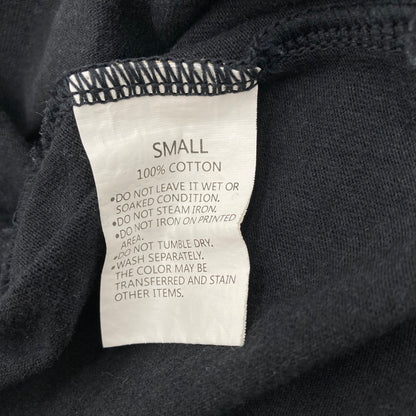 SMALL
100% COTTON
•DO NOT LEAVE IT WET OR
SOAKED CONDITION.
•DO NOT STEAM IRON.
•DO NOT IRON ON PRINTED
AREA.
•DO NOT TUMBLE DRY.
•WASH SEPARATELY.
THE COLOR MAY BE
TRANSFERRED AND STAIN
OTHER ITEMS.